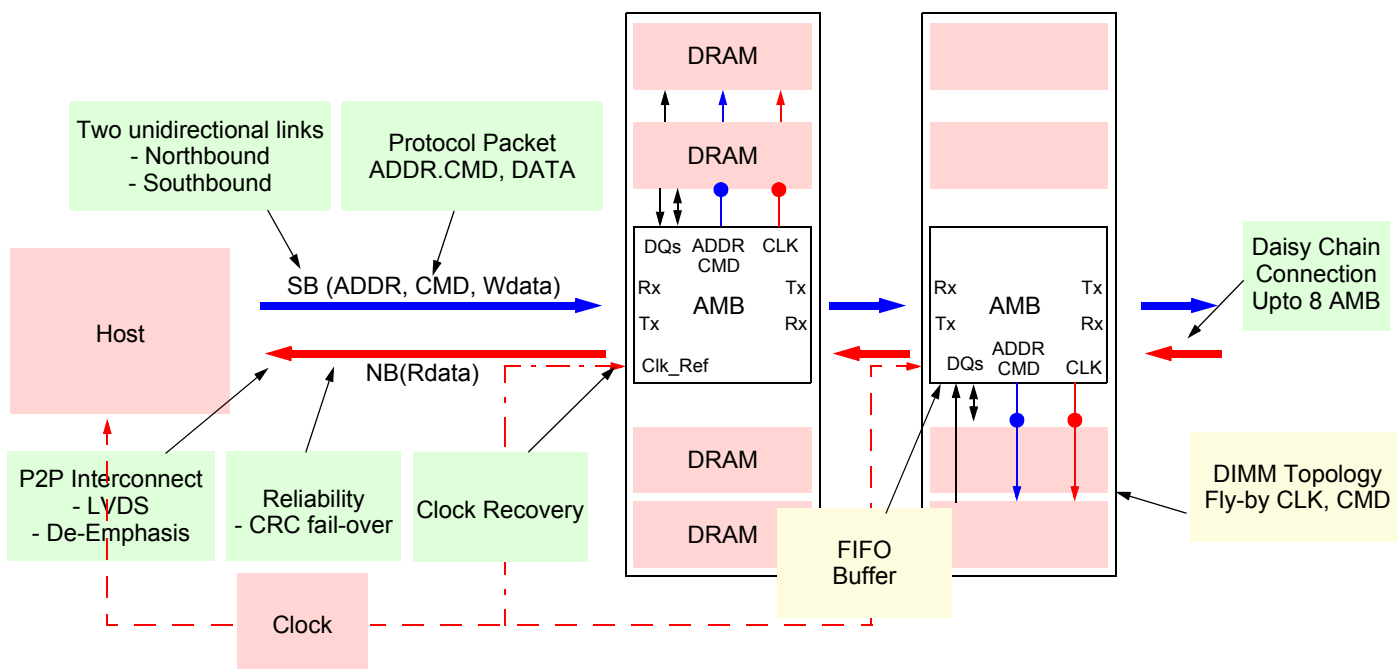 DRAM
DRAM
Two unidirectional links
- Northbound
- Southbound
Protocol Packet
ADDR.CMD, DATA
Host
SB (ADDR, CMD, Wdata)
NB(Rdata)
DQs ADDR CLK
CMD
Rx Tx
AMB
Tx Rx
Clk_Ref
Rx Tx
AMB
Tx Rx
DQs ADDR CLK
CMD
Daisy Chain
Connection
Upto 8 AMB
P2P Interconnect
- LVDS
- De-Emphasis
Reliability
- CRC fail-over
Clock Recovery
DRAM
DRAM
FIFO
Buffer
DIMM Topology
Fly-by CLK, CMD
Clock